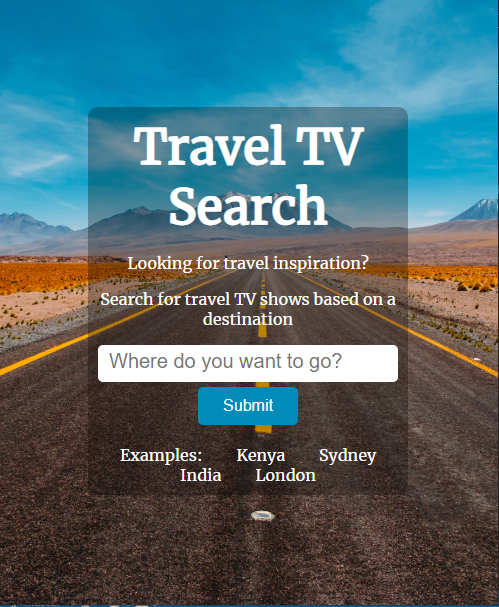 Travel TV
Search
Looking for travel inspiration?
Search for travel TV shows based on a
destination
Where do you want to go?
Submit
Examples: Kenya Sydney
India London